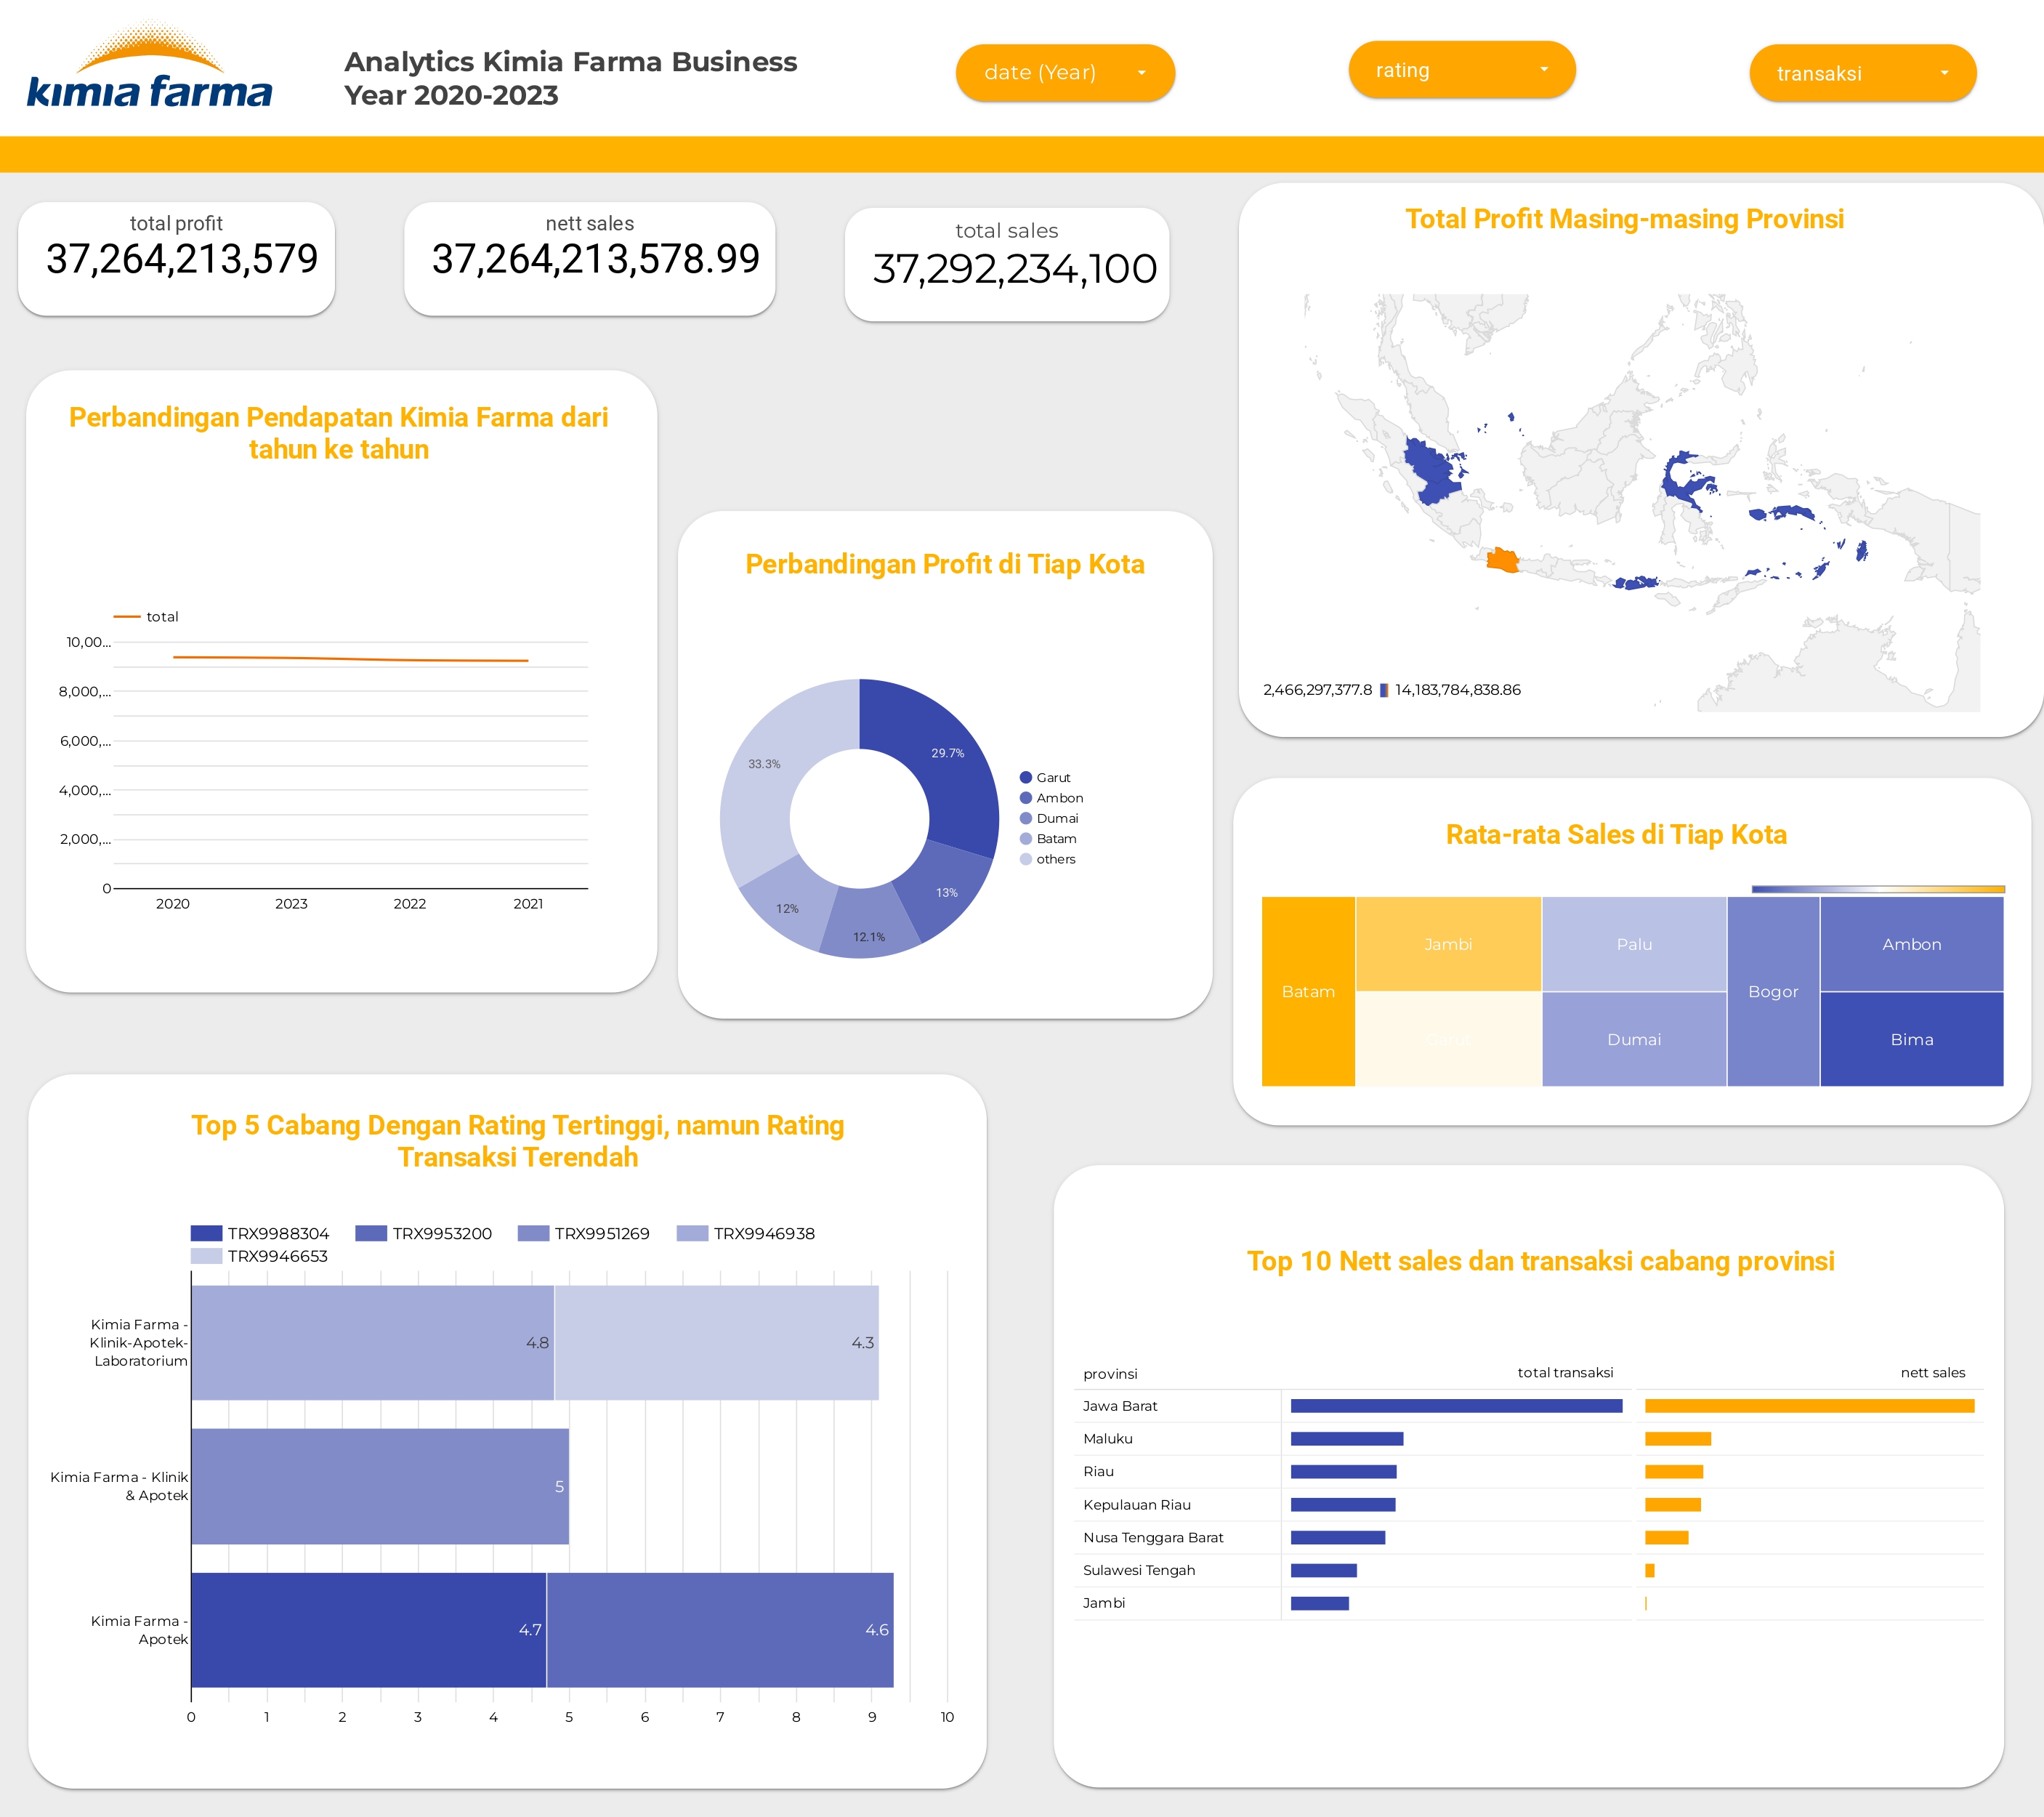 kimia farma
Analytics Kimia Farma Business
Year 2020-2023
date (Year)
rating
transaksi
total profit
37,264,213,579
nett sales
37,264,213,578.99
total sales
37,292,234,100
Total Profit Masing-masing Provinsi
2,466,297,377.8
14,183,784,838.86
Perbandingan Pendapatan Kimia Farma dari
tahun ke tahun
total
10,00...
8,000,...
6,000,...
4,000,...
2,000,...
0
2020
2023
2022
2021
Perbandingan Profit di Tiap Kota
33.3%
29.7%
13%
12%
12.1%
Garut
Ambon
Dumai
Batam
others
Rata-rata Sales di Tiap Kota
Batam
Jambi
Garut
Palu
Dumai
Bogor
Ambon
Bima
Top 5 Cabang Dengan Rating Tertinggi, namun Rating
Transaksi Terendah
TRX9988304
TRX9953200
TRX9951269
TRX9946938
TRX9946653
Kimia Farma -
Klinik-Apotek-
Laboratorium
4.8
4.3
Kimia Farma - Klinik
& Apotek
5
Kimia Farma -
Apotek
4.7
4.6
0
1
2
3
4
5
6
7
8
9
10
Top 10 Nett sales dan transaksi cabang provinsi
provinsi
total transaksi
nett sales
Jawa Barat
Maluku
Riau
Kepulauan Riau
Nusa Tenggara Barat
Sulawesi Tengah
Jambi